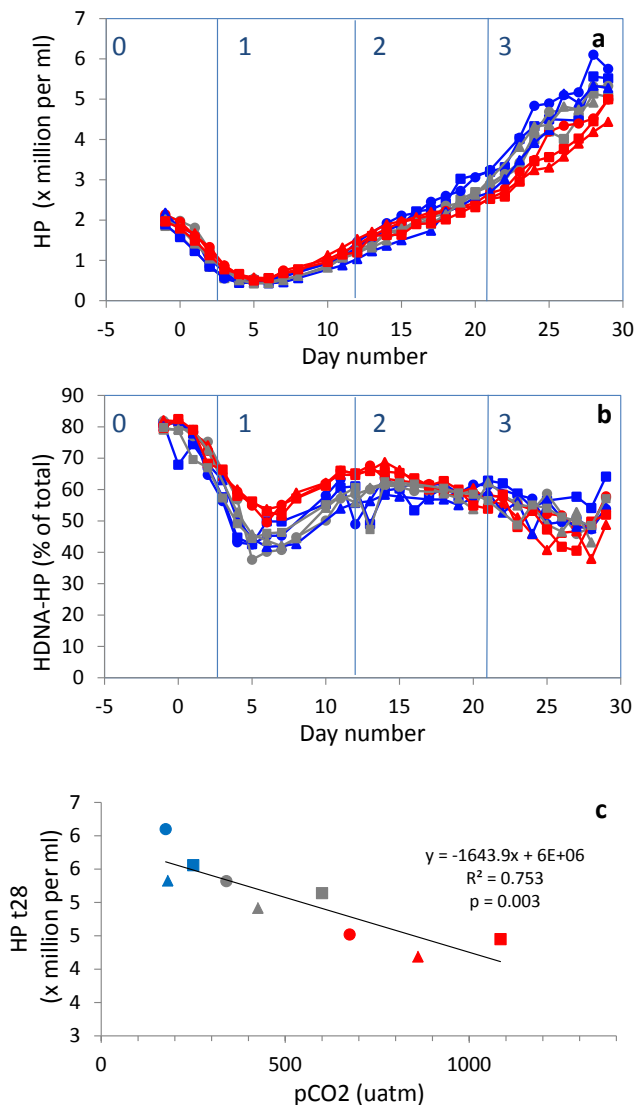 a
0 1 2 3
7
6
5
4
3
2
1
0
-5 0 5 10 15 20 25 30
HP (x million per ml)
Day number
b
0 1 2 3
90
80
70
60
50
40
30
20
10
0
-5 0 5 10 15 20 25 30
HDNA-HP (% of total)
Day number
c
7
6
6
5
5
4
4
3
0 500 1000
y = -1643.9x + 6E+06
R² = 0.753
p = 0.003
HP t28
(x million per ml)
pCO2 (uatm)